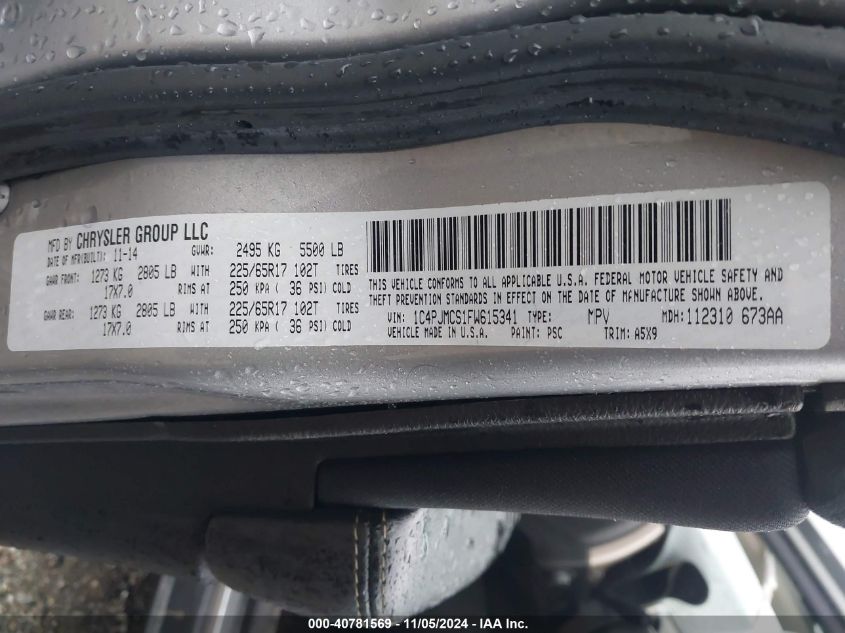 MFD BY CHRYSLER GROUP LLC
DATE OF MFR(BUILT): 11-14 GVWR: 2495 KG 5500 LB
GAWR FRONT: 1273 KG 2805 LB WITH 225/65R17 102T TIRES
17X7.0 RIMS AT 250 KPA ( 36 PSI) COLD
GAWR REAR: 1273 KG 2805 LB WITH 225/65R17 102T TIRES
17X7.0 RIMS AT 250 KPA ( 36 PSI) COLD
THIS VEHICLE CONFORMS TO ALL APPLICABLE U.S.A. FEDERAL MOTOR VEHICLE SAFETY AND
THEFT PREVENTION STANDARDS IN EFFECT ON THE DATE OF MANUFACTURE SHOWN ABOVE.
VIN: 1C4PJMCS1FW615341 TYPE: MPV MDH: 112310 673AA
VEHICLE MADE IN U.S.A. PAINT: PSC TRIM: A5X9
000-40781569 - 11/05/2024 - IAA Inc.